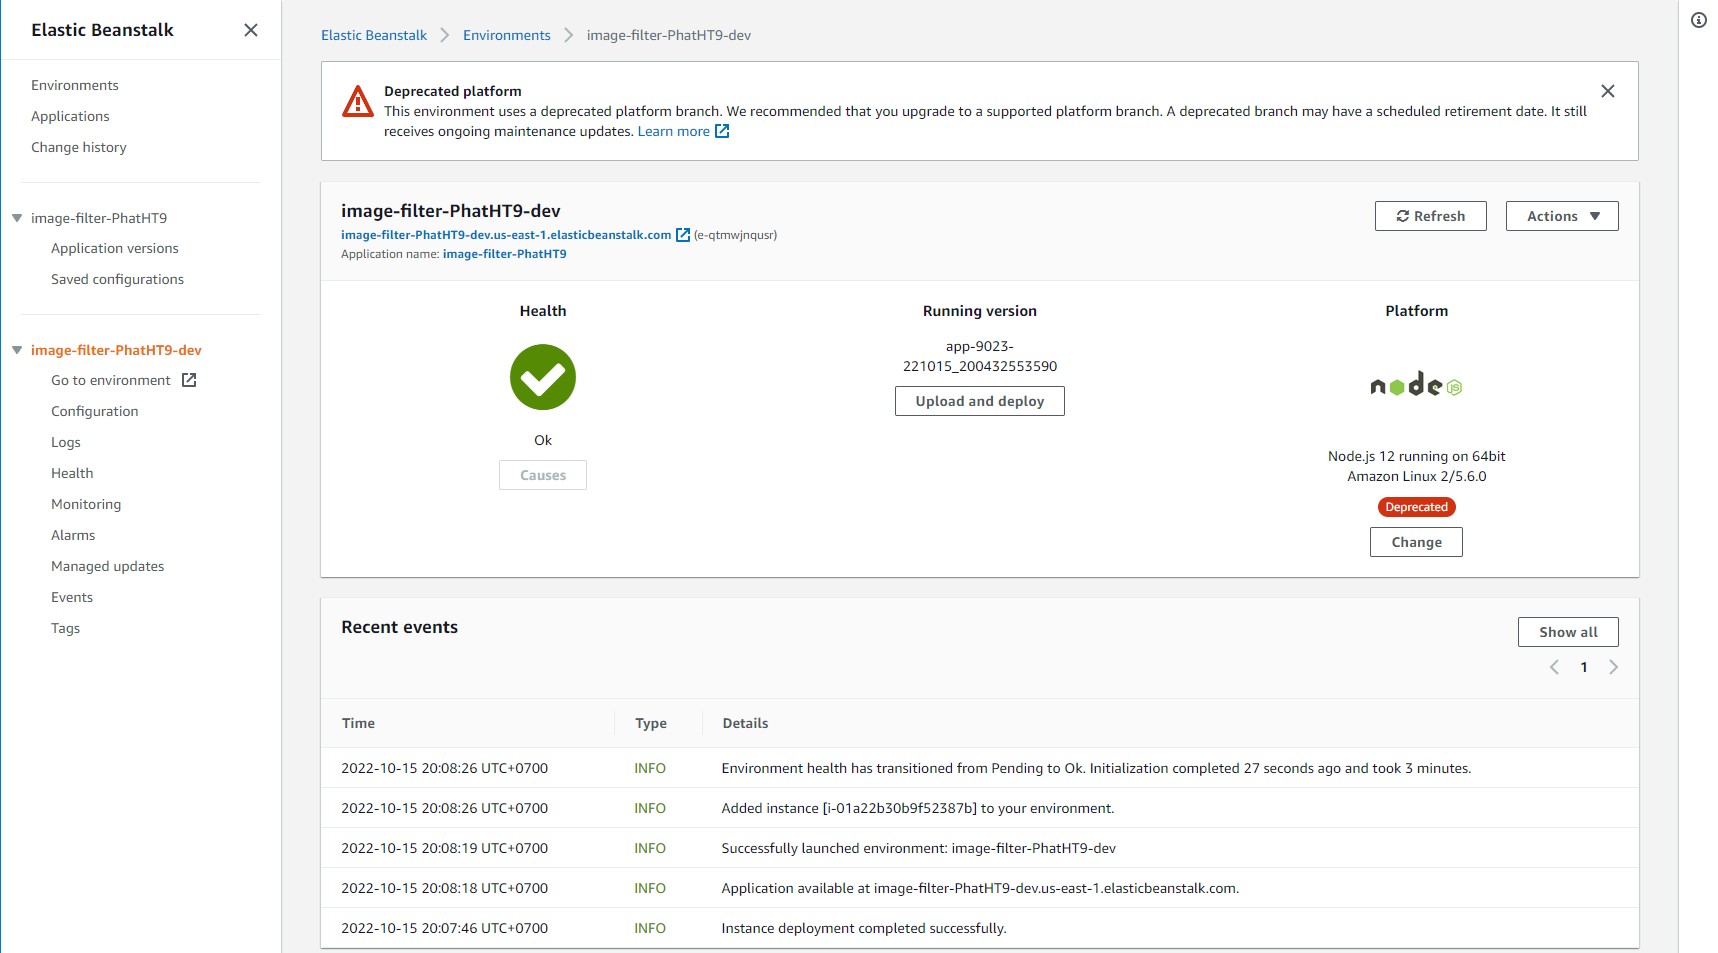 Elastic Beanstalk
Environments
Applications
Change history
image-filter-PhatHT9
Application versions
Saved configurations
image-filter-PhatHT9-dev
Go to environment
Configuration
Logs
Health
Monitoring
Alarms
Managed updates
Events
Tags
Elastic Beanstalk > Environments > image-filter-PhatHT9-dev
Deprecated platform
This environment uses a deprecated platform branch. We recommended that you upgrade to a supported platform branch. A deprecated branch may have a scheduled retirement date. It still
receives ongoing maintenance updates. Learn more
image-filter-PhatHT9-dev
image-filter-PhatHT9-dev.us-east-1.elasticbeanstalk.com (e-qtmwjnqusr)
Application name: image-filter-PhatHT9
Refresh
Actions
Health
Ok
Causes
Running version
app-9023-
221015_200432553590
Upload and deploy
Platform
node JS
Node.js 12 running on 64bit
Amazon Linux 2/5.6.0
Deprecated
Change
Recent events
Show all
1
Time Type Details
2022-10-15 20:08:26 UTC+0700 INFO Environment health has transitioned from Pending to Ok. Initialization completed 27 seconds ago and took 3 minutes.
2022-10-15 20:08:26 UTC+0700 INFO Added instance [i-01a22b30b9f52387b] to your environment.
2022-10-15 20:08:19 UTC+0700 INFO Successfully launched environment: image-filter-PhatHT9-dev
2022-10-15 20:08:18 UTC+0700 INFO Application available at image-filter-PhatHT9-dev.us-east-1.elasticbeanstalk.com.
2022-10-15 20:07:46 UTC+0700 INFO Instance deployment completed successfully.